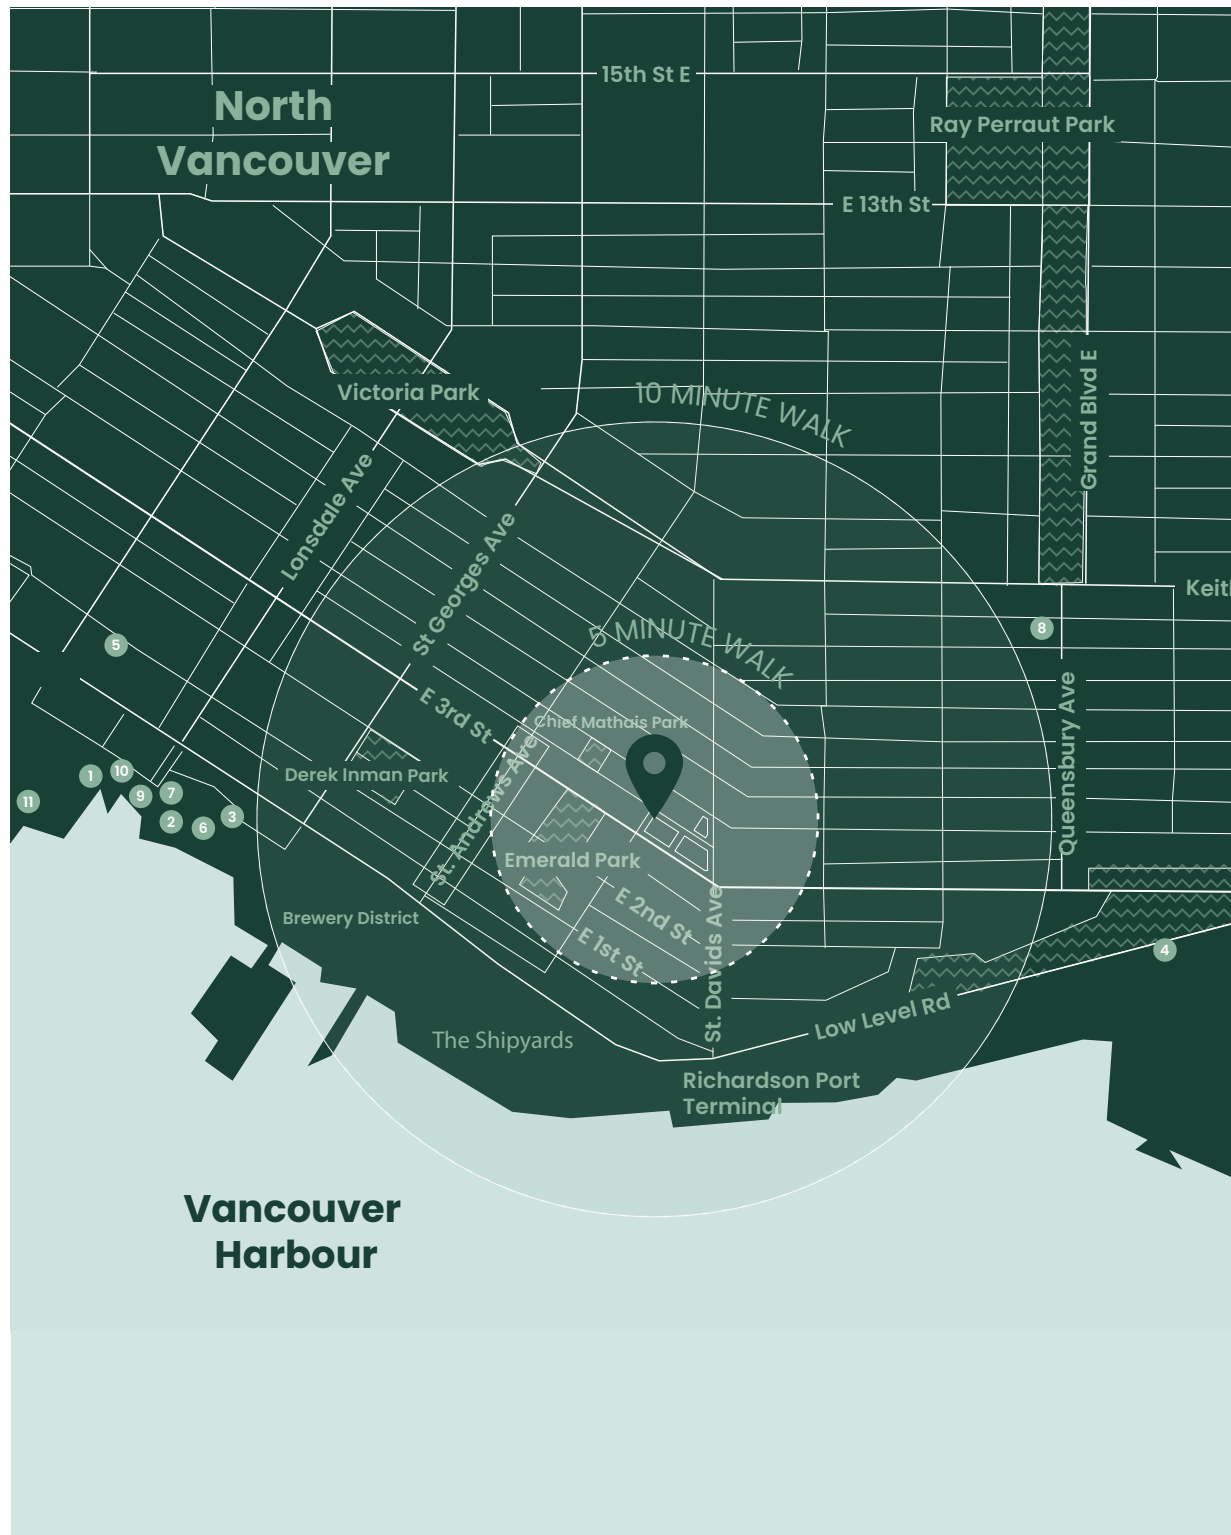 15th St E
North
Vancouver
Ray Perraut Park
E 13th St
Victoria Park
10 MINUTE WALK
Grand Blvd E
Lonsdale Ave
St Georges Ave
5 MINUTE WALK
8
5
E 3rd St
Chief Mathais Park
Queensbury Ave
Derek Inman Park
St. Andrews Ave
1
10
9
7
11
2
6
3
Emerald Park
E 2nd St
Brewery District
E 1st St
St. Davids Ave
4
Low Level Rd
The Shipyards
Richardson Port
Terminal
Vancouver
Harbour